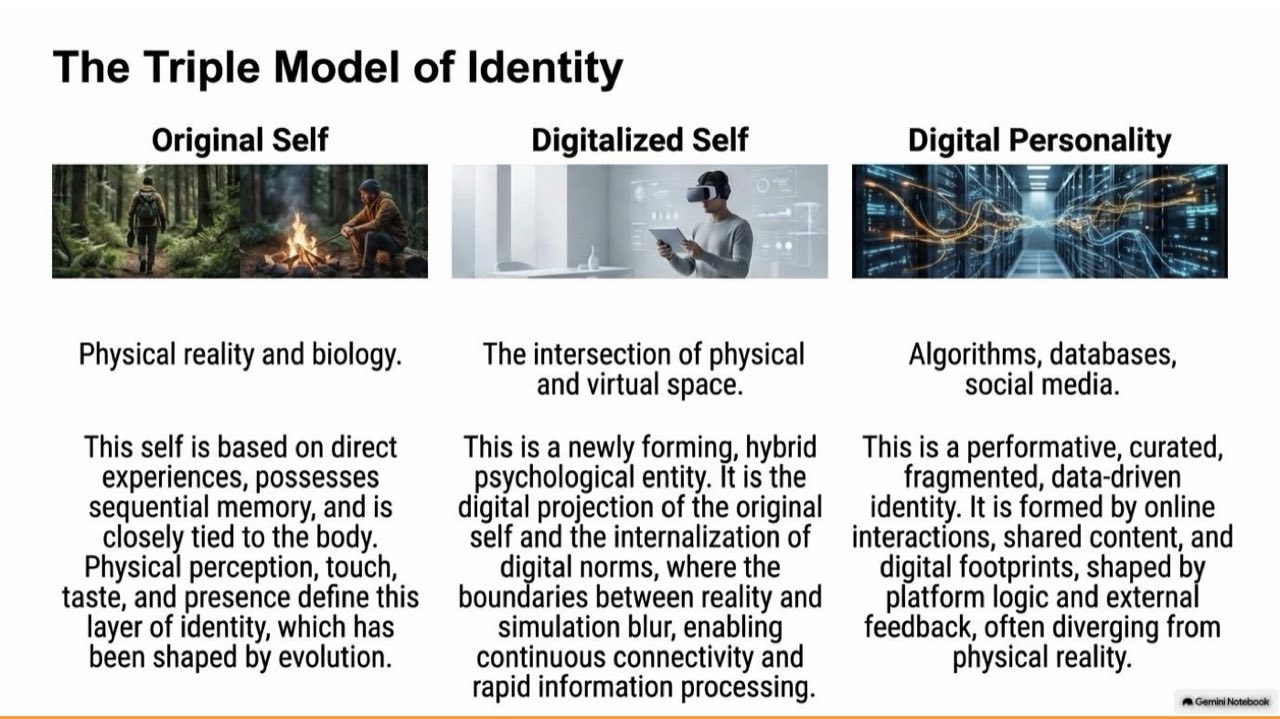 The Triple Model of Identity
Original Self
Physical reality and biology.
This self is based on direct
experiences, possesses
sequential memory, and is
closely tied to the body.
Physical perception, touch,
taste, and presence define this
layer of identity, which has
been shaped by evolution.
Digitalized Self
The intersection of physical
and virtual space.
This is a newly forming, hybrid
psychological entity. It is the
digital projection of the original
self and the internalization of
digital norms, where the
boundaries between reality and
simulation blur, enabling
continuous connectivity and
rapid information processing.
Digital Personality
Algorithms, databases,
social media.
This is a performative, curated,
fragmented, data-driven
identity. It is formed by online
interactions, shared content, and
digital footprints, shaped by
platform logic and external
feedback, often diverging from
physical reality.
Gemini Notebook